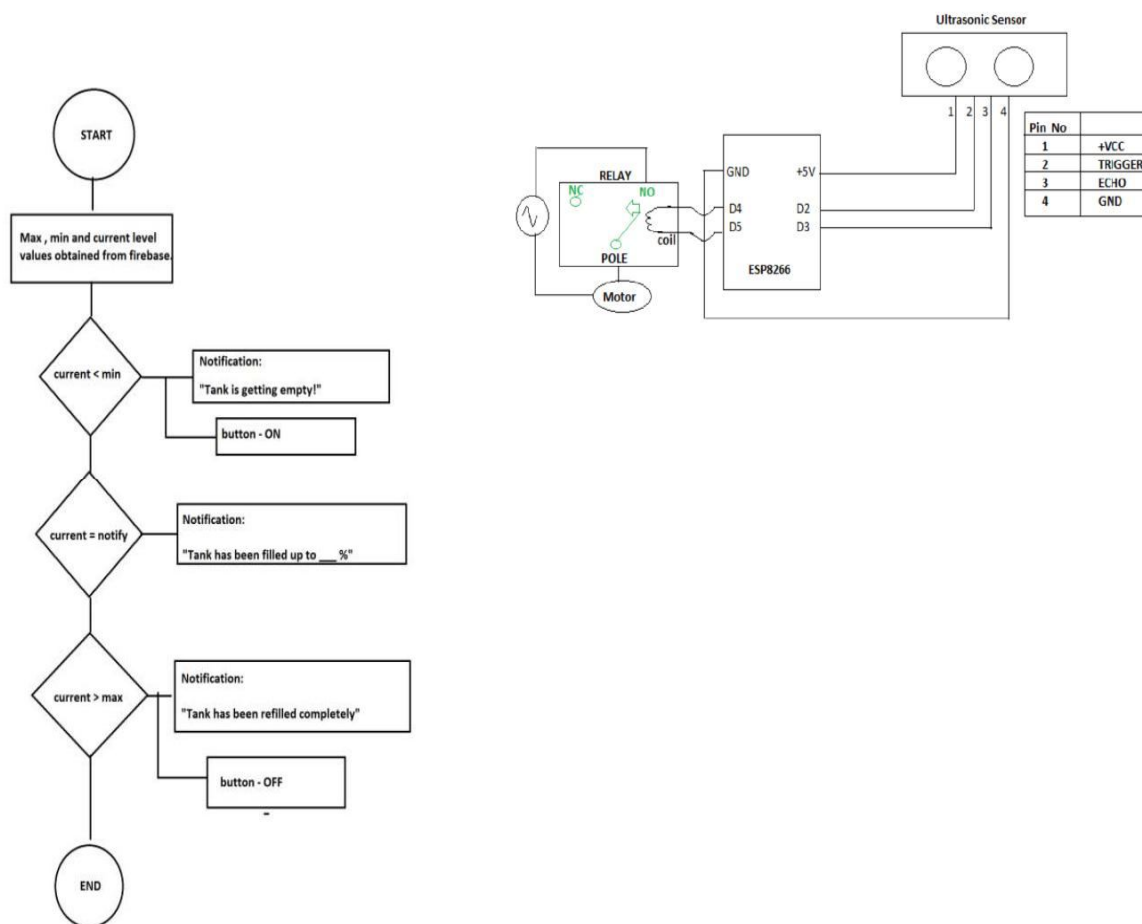 START
Max , min and current level
values obtained from firebase.
current < min
Notification:
"Tank is getting empty!"
button - ON
current = notify
Notification:
"Tank has been filled up to ___ %"
current > max
Notification:
"Tank has been refilled completely"
button - OFF
END
Ultrasonic Sensor
1 2 3 4
Pin No
1 +VCC
2 TRIGGER
3 ECHO
4 GND
RELAY
NC
NO
coil
POLE
Motor
GND +5V
D4 D2
D5 D3
ESP8266